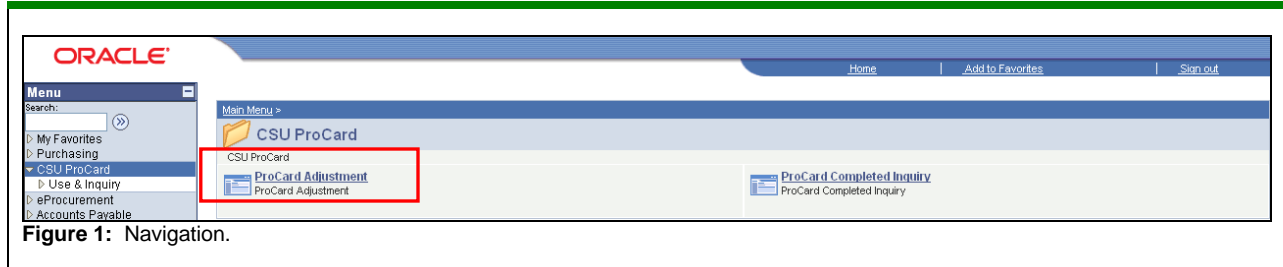 ORACLE'
Home | Add to Favorites | Sign out
Menu
Search:
My Favorites
Purchasing
CSU ProCard
Use & Inquiry
eProcurement
Accounts Payable
Main Menu >
CSU ProCard
CSU ProCard
ProCard Adjustment
ProCard Adjustment
ProCard Completed Inquiry
ProCard Completed Inquiry
Figure 1: Navigation.